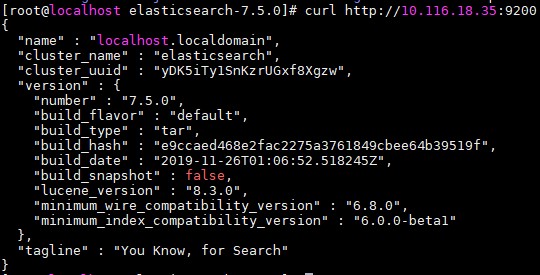 [root@localhost elasticsearch-7.5.0]# curl http://10.116.18.35:9200
{
  "name" : "localhost.localdomain",
  "cluster_name" : "elasticsearch",
  "cluster_uuid" : "yDK5iTy1SnKzrUGxf8Xgzw",
  "version" : {
    "number" : "7.5.0",
    "build_flavor" : "default",
    "build_type" : "tar",
    "build_hash" : "e9ccaed468e2fac2275a3761849cbee64b39519f",
    "build_date" : "2019-11-26T01:06:52.518245Z",
    "build_snapshot" : false,
    "lucene_version" : "8.3.0",
    "minimum_wire_compatibility_version" : "6.8.0",
    "minimum_index_compatibility_version" : "6.0.0-beta1"
  },
  "tagline" : "You Know, for Search"
}